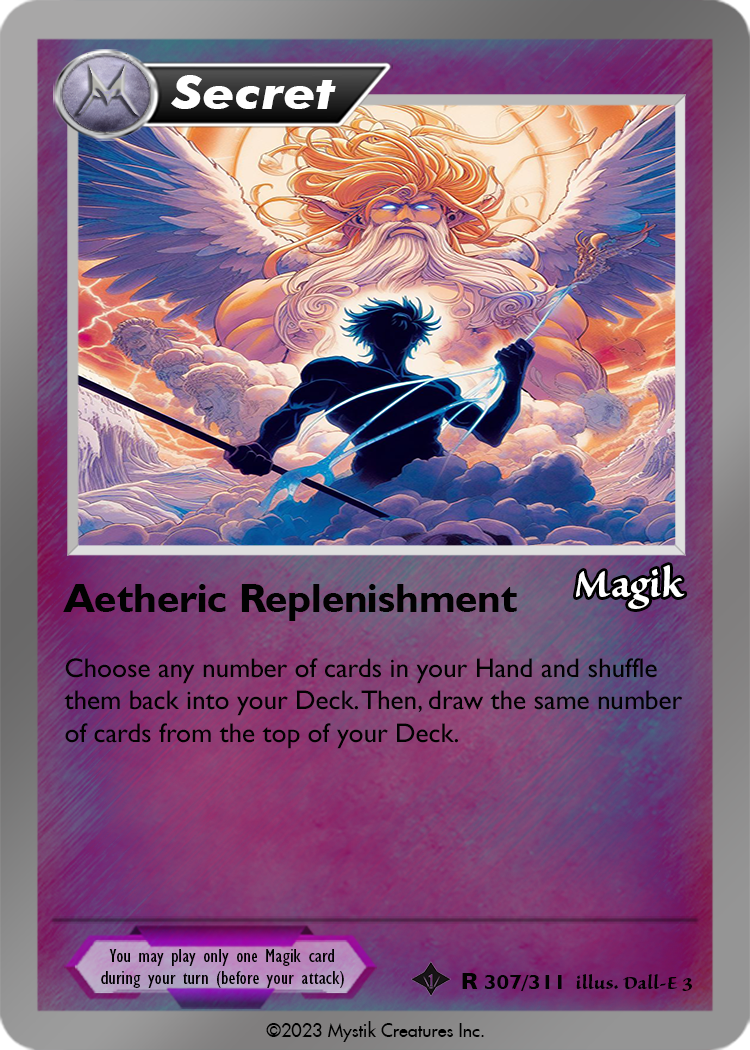 Secret
Aetheric Replenishment
Magik
Choose any number of cards in your Hand and shuffle
them back into your Deck. Then, draw the same number
of cards from the top of your Deck.
You may play only one Magik card
during your turn (before your attack)
1 R 307/311 illus. Dall-E 3
©2023 Mystik Creatures Inc.